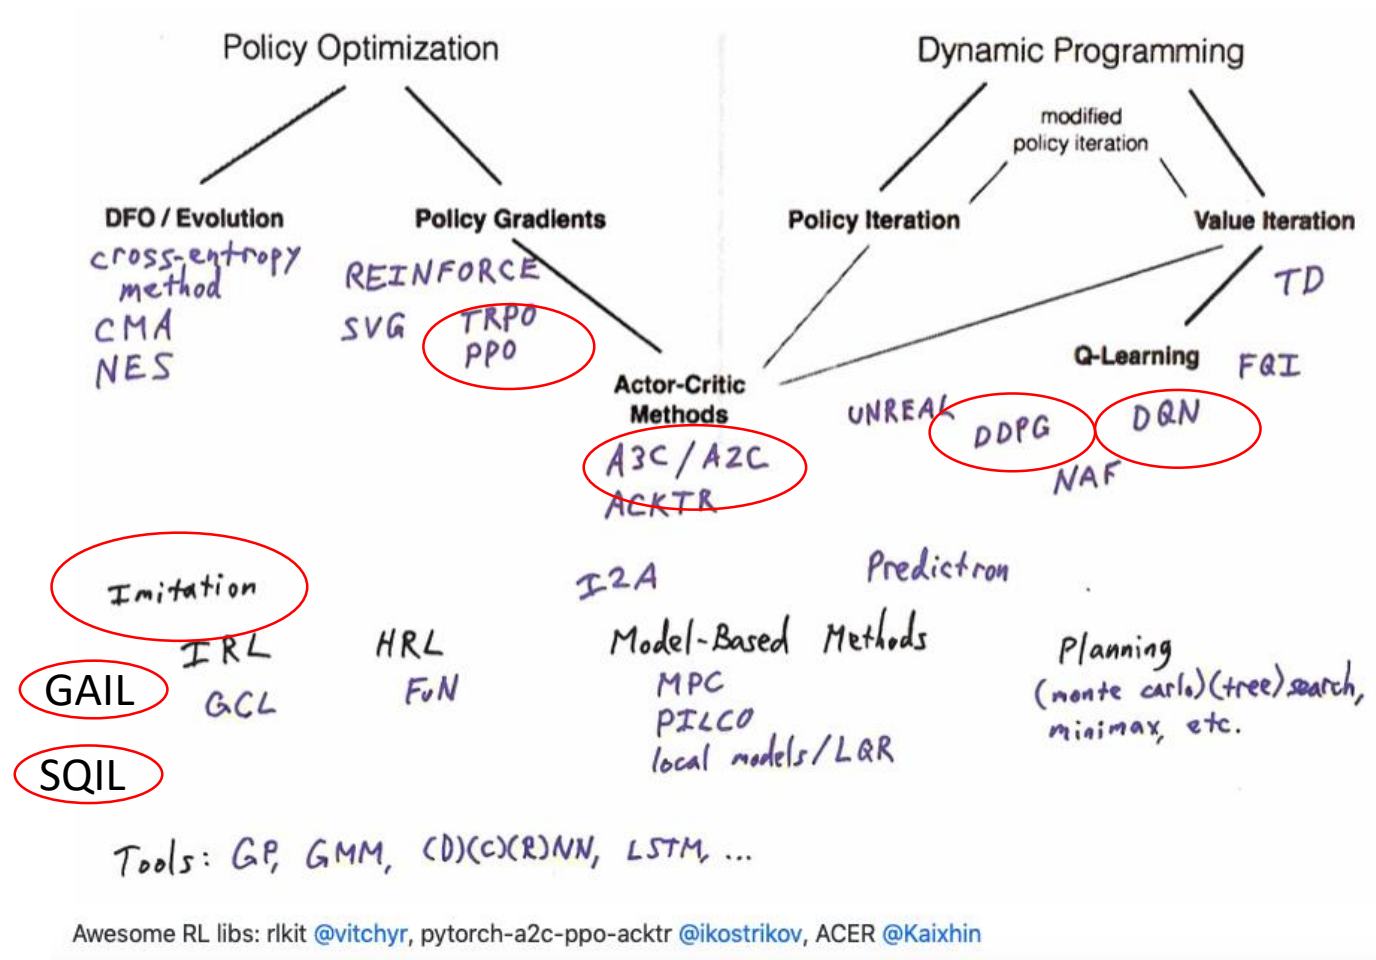 Policy Optimization
Dynamic Programming
modified
policy iteration
DFO / Evolution
Policy Gradients
Policy Iteration
Value Iteration
cross-entropy
method
CMA
NES
REINFORCE
SVG
TRPO
PPO
TD
Q-Learning
FQI
Actor-Critic
Methods
A3C/A2C
ACKTR
UNREAL
DDPG
DQN
NAF
Imitation
I2A
Predictron
IRL
HRL
Model-Based Methods
Planning
GAIL
GCL
FuN
MPC
PILCO
local models/LQR
(monte carlo)(tree)search,
minimax, etc.
SQIL
Tools: GP, GMM, (D)(C)(R)NN, LSTM, ...
Awesome RL libs: rlkit @vitchyr, pytorch-a2c-ppo-acktr @ikostrikov, ACER @Kaixhin